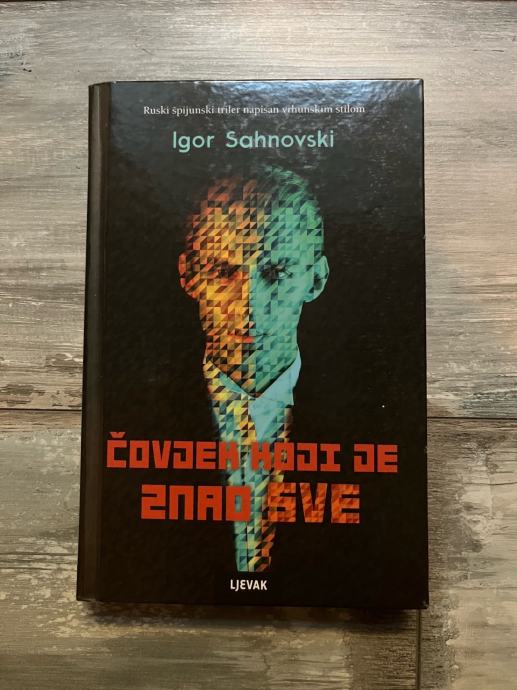 Ruski špijunski triler napisan vrhunskim stilom
Igor Sahnovski
ČOVJEK KOJI JE
ZNAO SVE
LJEVAK